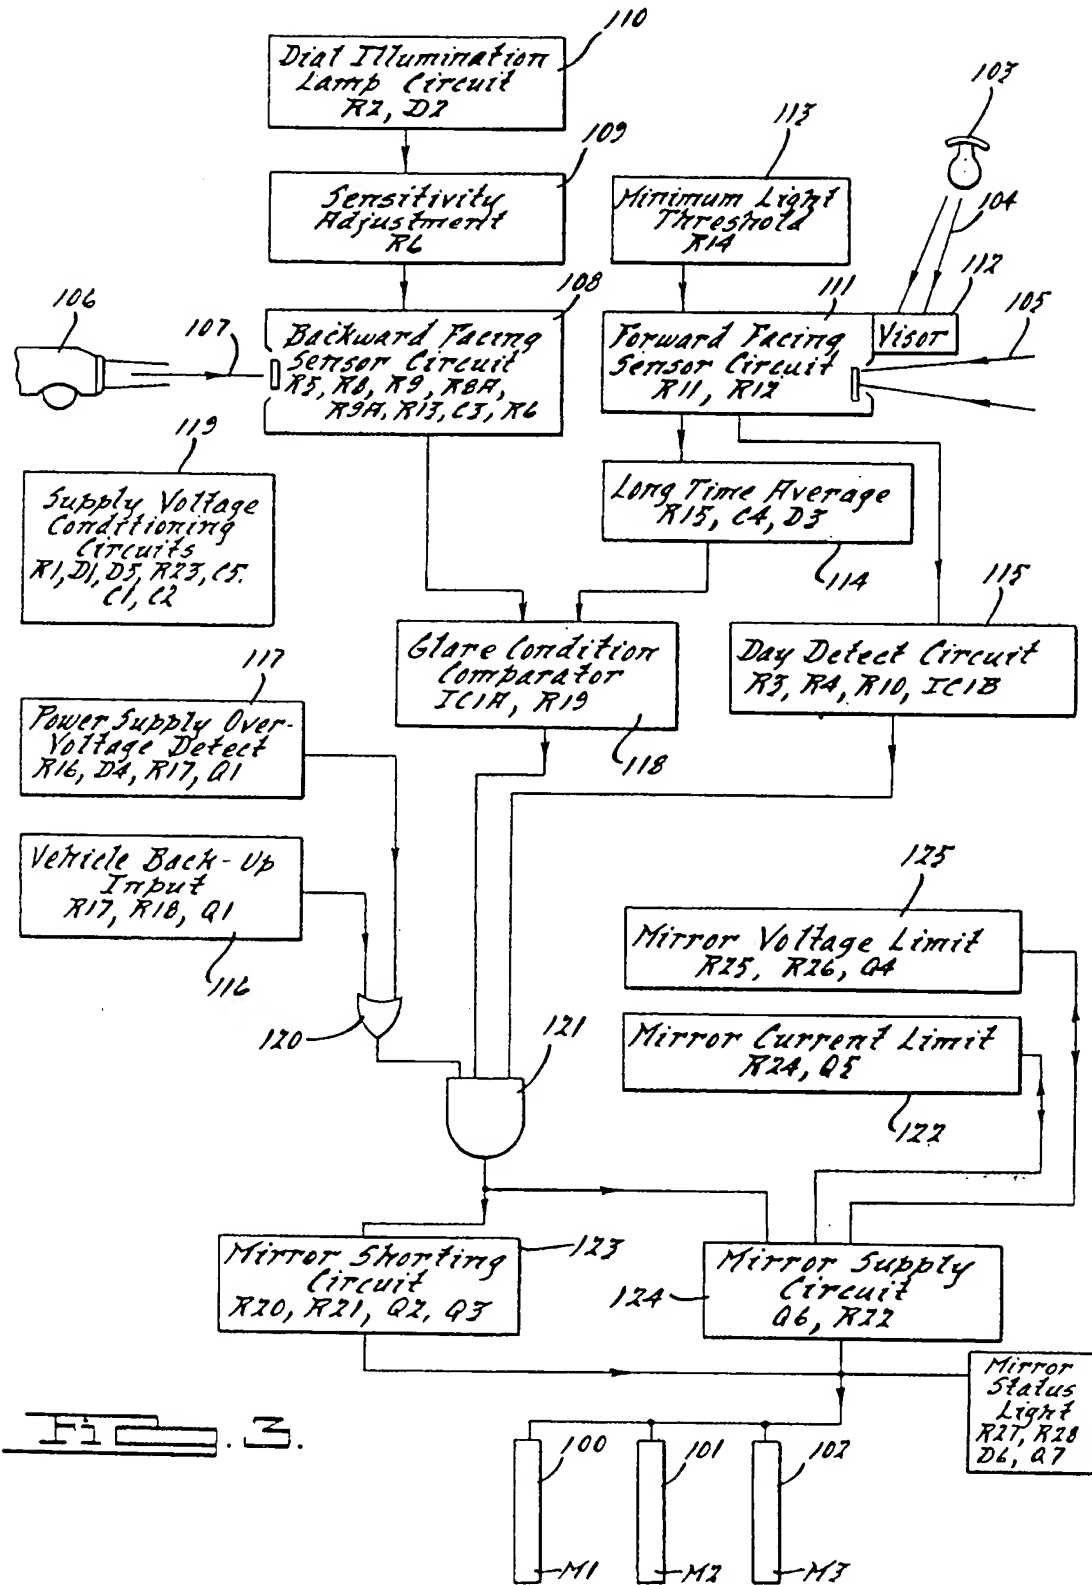 110
Dial Illumination
Lamp Circuit
R2, D2
109
Sensitivity
Adjustment
R6
113
Minimum Light
Threshold
R14
103
104
112
Visor
105
106
107
108
Backward Facing
Sensor Circuit
R5, R8, R9, R8A,
R9A, R13, C3, R6
111
Forward Facing
Sensor Circuit
R11, R12
119
Supply Voltage
Conditioning
Circuits
R1, D1, D5, R23, C5.
C1, C2
Long Time Average
R15, C4, D3
114
115
Day Detect Circuit
R3, R4, R10, IC1B
Glare Condition
Comparator
IC1A, R19
118
117
Power Supply Over-
Voltage Detect
R16, D4, R17, Q1
Vehicle Back-Up
Input
R17, R18, Q1
116
120
121
125
Mirror Voltage Limit
R25, R26, Q4
Mirror Current Limit
R24, Q5
122
Mirror Shorting
Circuit
R20, R21, Q2, Q3
123
124
Mirror Supply
Circuit
Q6, R22
Mirror
Status
Light
R27, R28
D6, Q7
Fig. 3.
100
101
102
M1
M2
M3